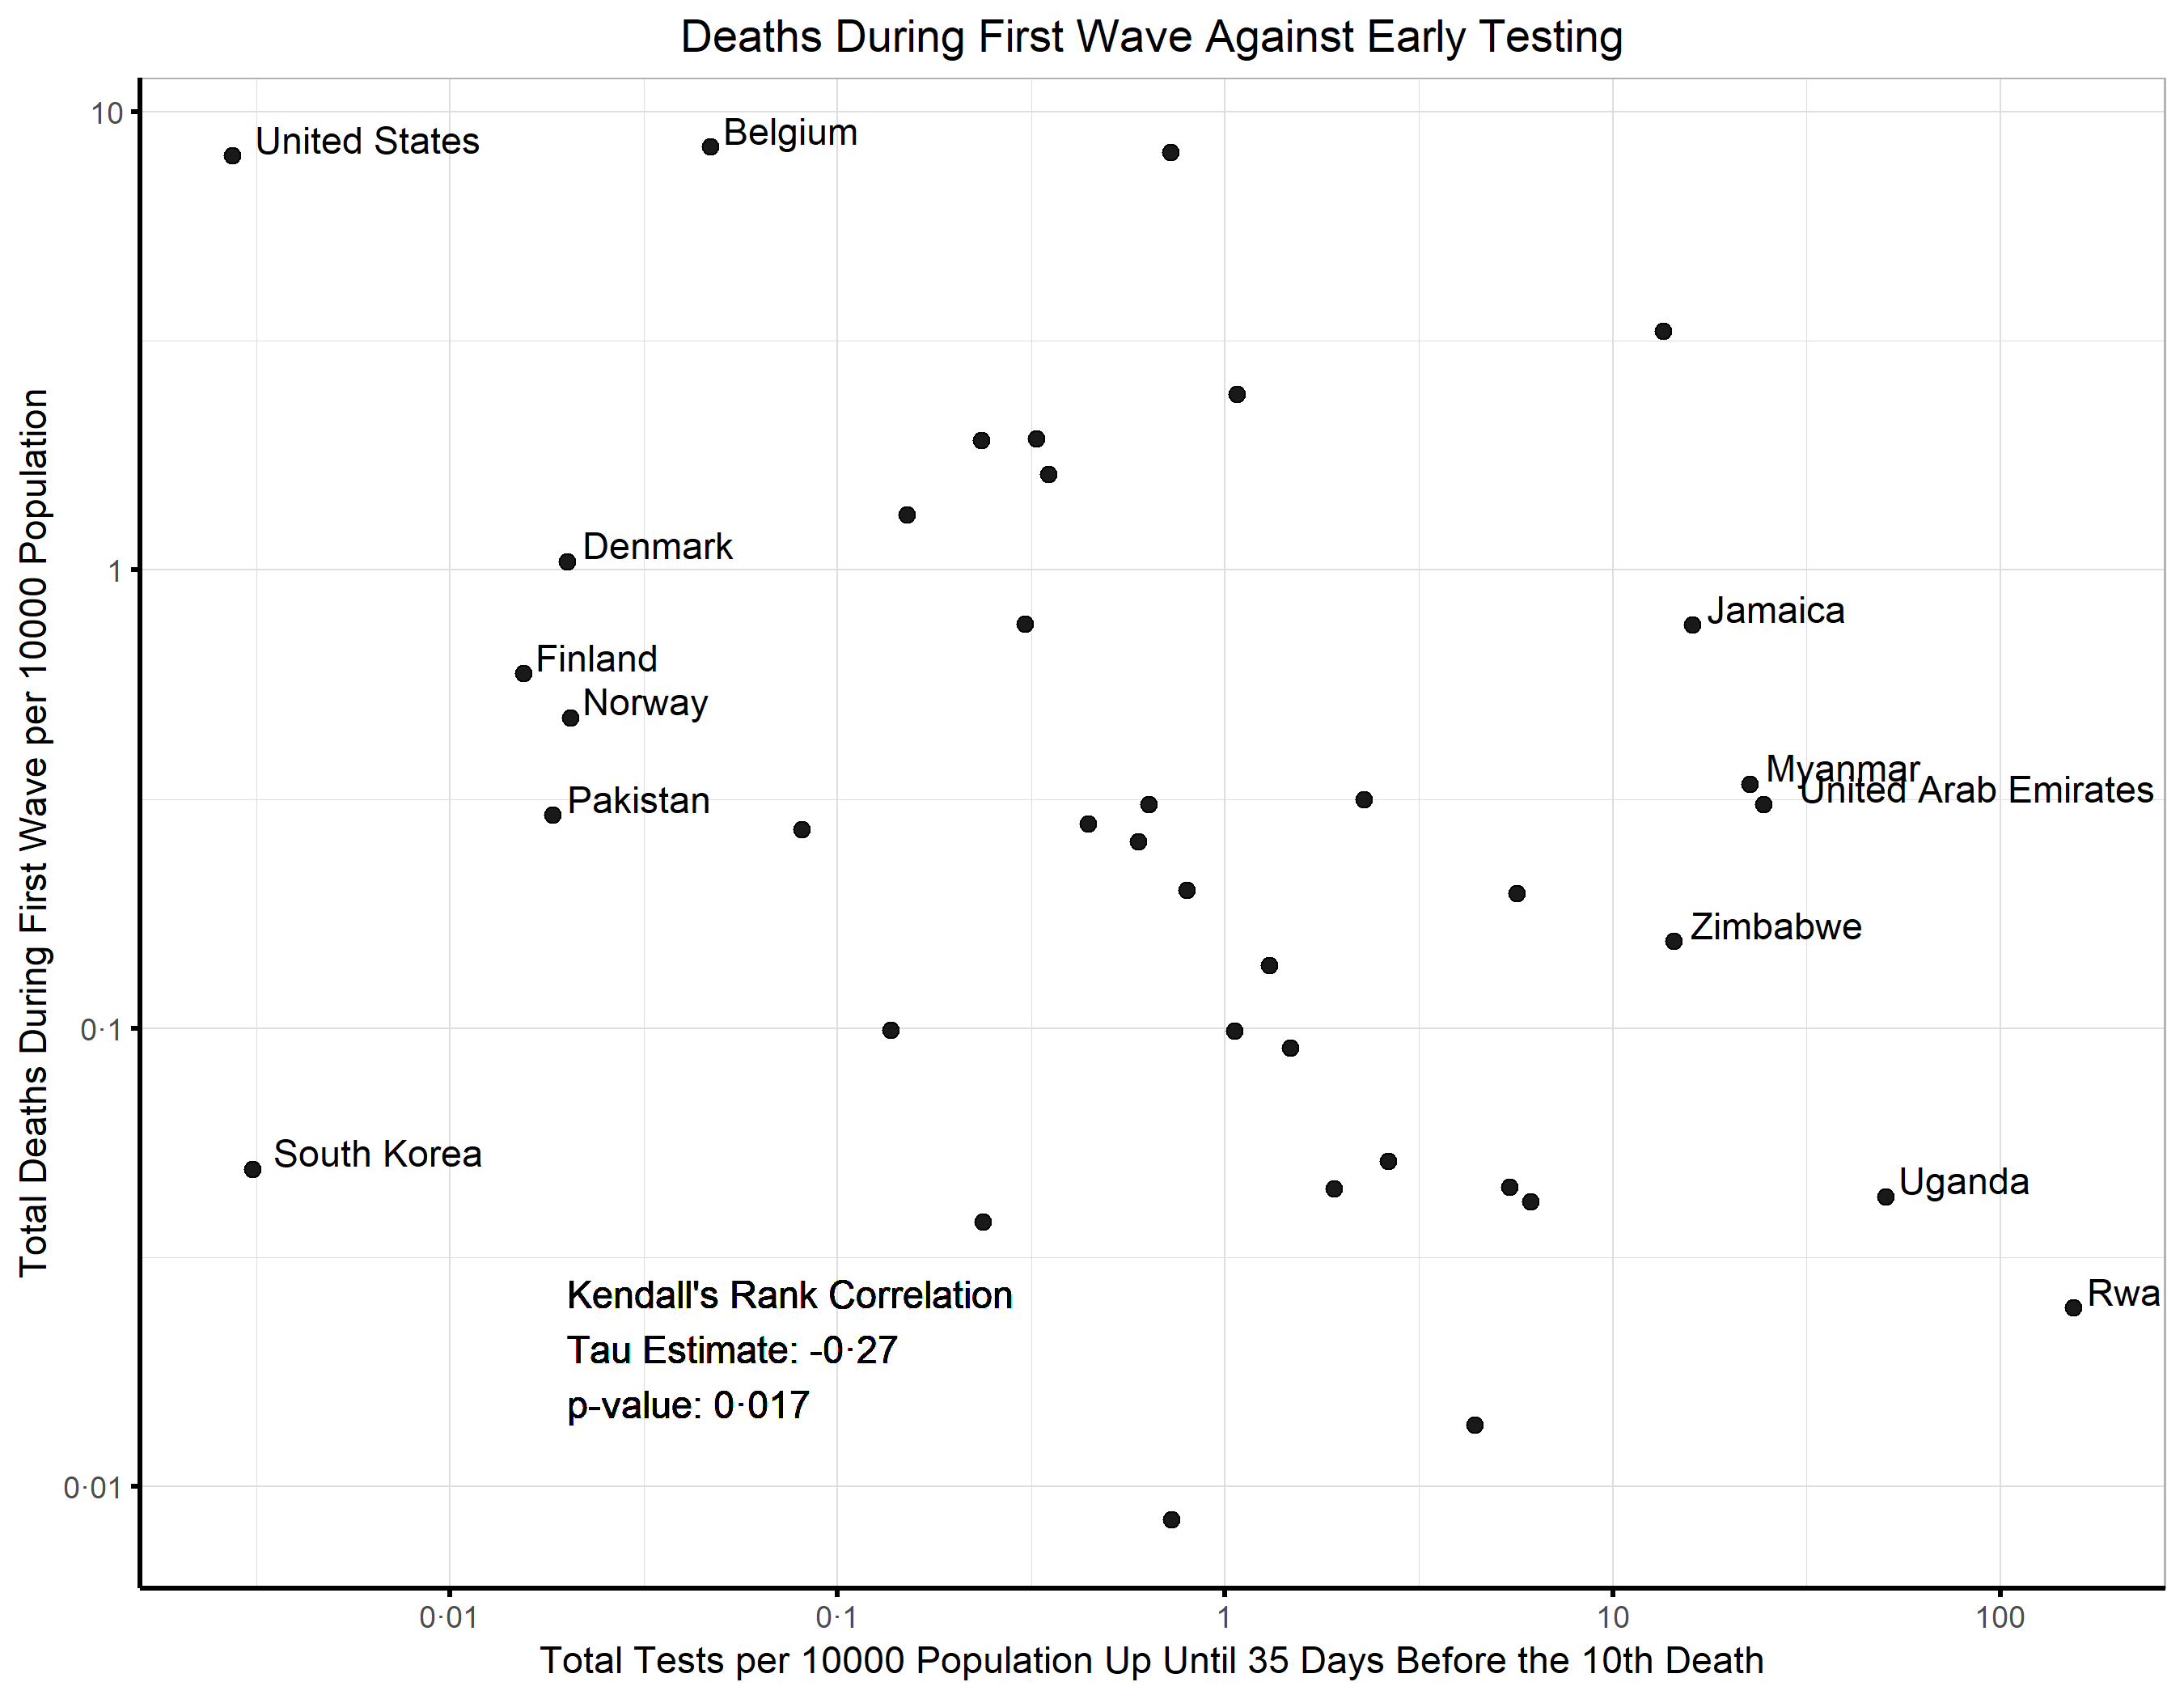 Deaths During First Wave Against Early Testing
10
United States
Belgium
Total Deaths During First Wave per 10000 Population
1
Denmark
Jamaica
Finland
Norway
Myanmar
United Arab Emirates
Pakistan
Zimbabwe
0·1
South Korea
Uganda
Rwa
Kendall's Rank Correlation
Tau Estimate: -0·27
p-value: 0·017
0·01
0·01 0·1 1 10 100
Total Tests per 10000 Population Up Until 35 Days Before the 10th Death